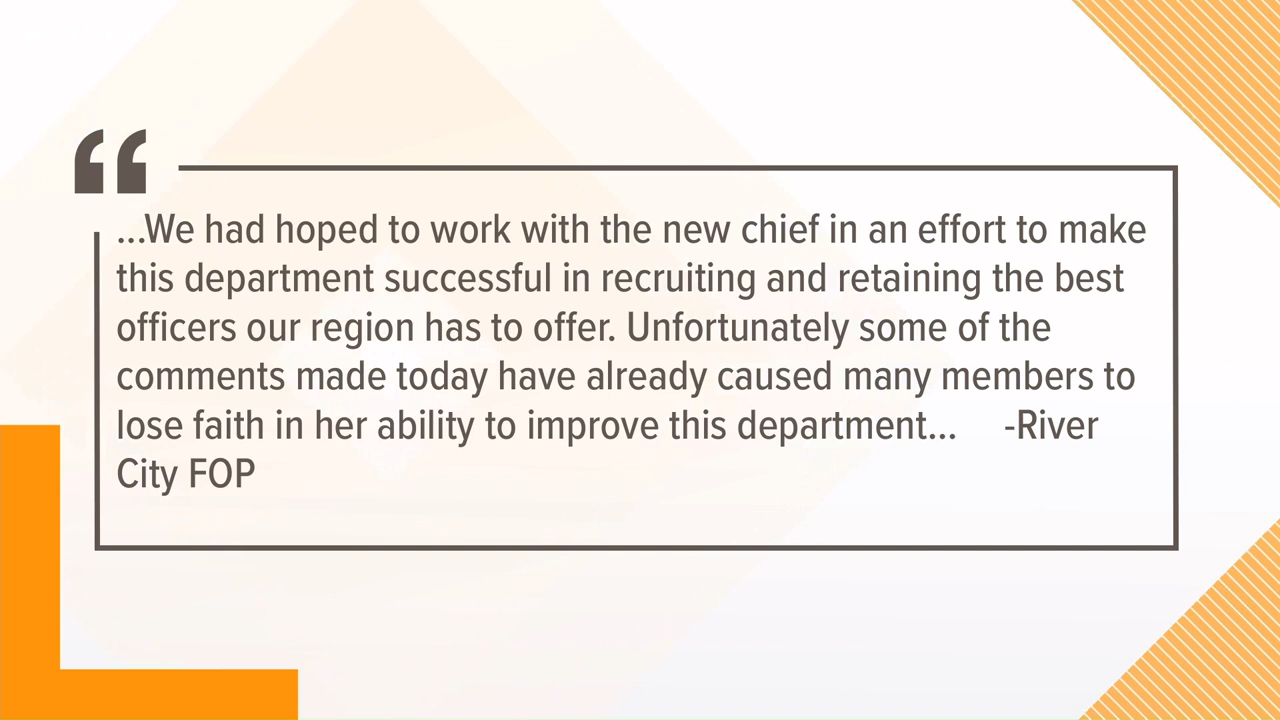 “
...We had hoped to work with the new chief in an effort to make
this department successful in recruiting and retaining the best
officers our region has to offer. Unfortunately some of the
comments made today have already caused many members to
lose faith in her ability to improve this department... -River
City FOP